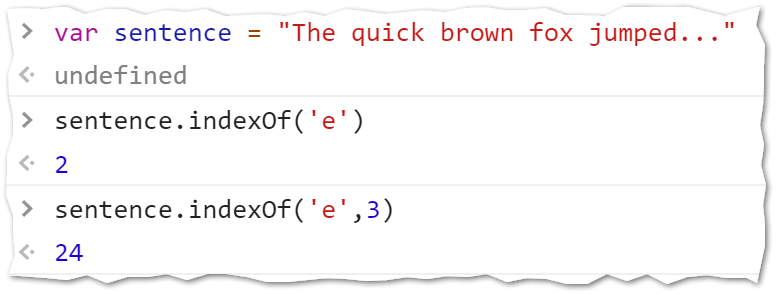 > var sentence = "The quick brown fox jumped..."
< undefined
> sentence.indexOf('e')
< 2
> sentence.indexOf('e',3)
< 24